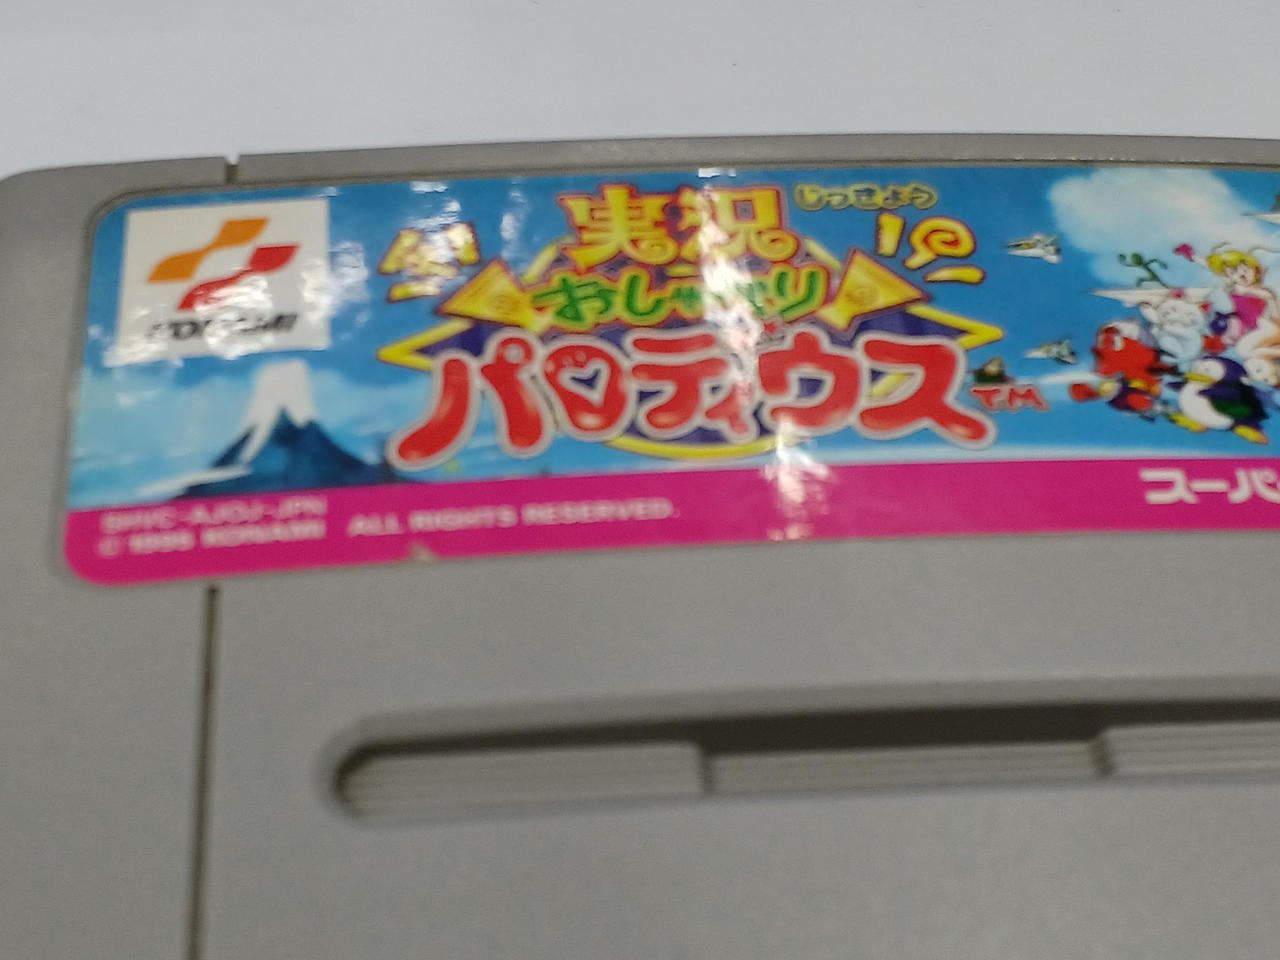 KONAMI
実況
じっきょう
おしゃべり
パロディウス
TM
スーパ
SHVC-AJOJ-JPN
© 1995 KONAMI ALL RIGHTS RESERVED.